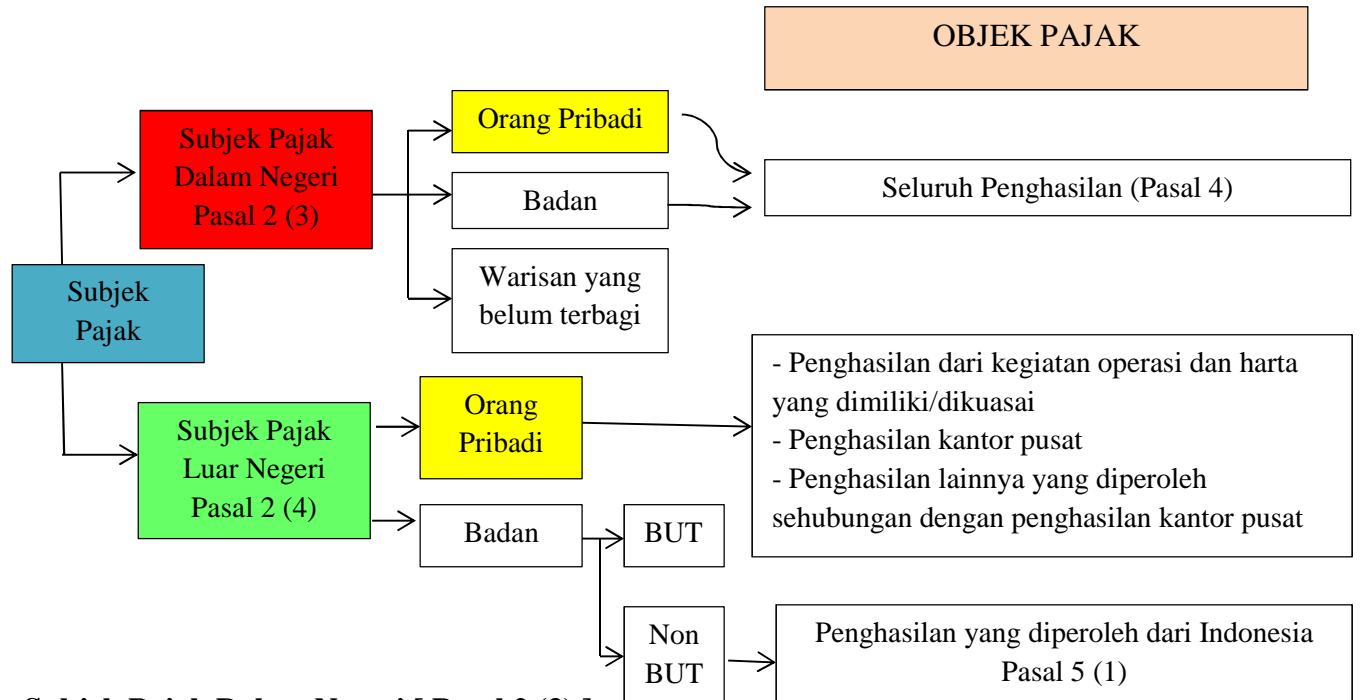 OBJEK PAJAK
Subjek Pajak
Dalam Negeri
Pasal 2 (3)
Orang Pribadi
Badan
Warisan yang
belum terbagi
Seluruh Penghasilan (Pasal 4)
Subjek
Pajak
Subjek Pajak
Luar Negeri
Pasal 2 (4)
Orang
Pribadi
- Penghasilan dari kegiatan operasi dan harta
yang dimiliki/dikuasai
- Penghasilan kantor pusat
- Penghasilan lainnya yang diperoleh
sehubungan dengan penghasilan kantor pusat
Badan
BUT
Non
BUT
Penghasilan yang diperoleh dari Indonesia
Pasal 5 (1)